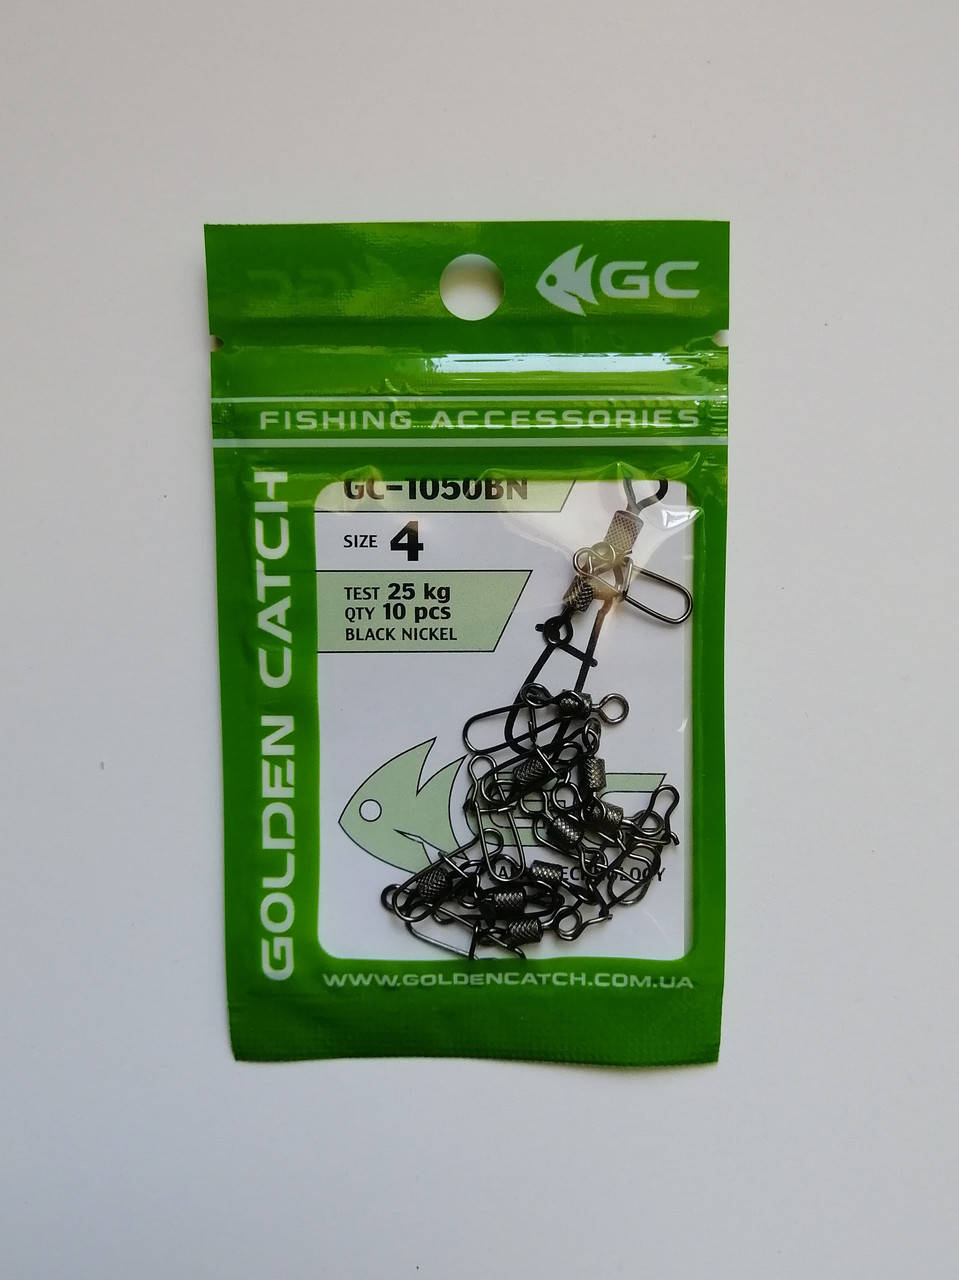 GC
FISHING ACCESSORIES
GOLDEN CATCH
GC-1050BN
SIZE 4
TEST 25 kg
QTY 10 pcs
BLACK NICKEL
WWW.GOLDENCATCH.COM.UA